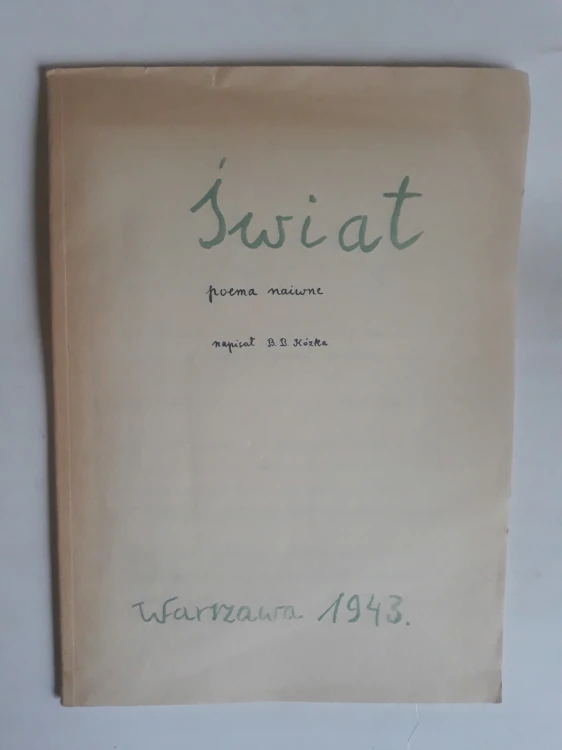 Świat
poema naiwne
napisał B. B. Kózka
Warszawa 1943.